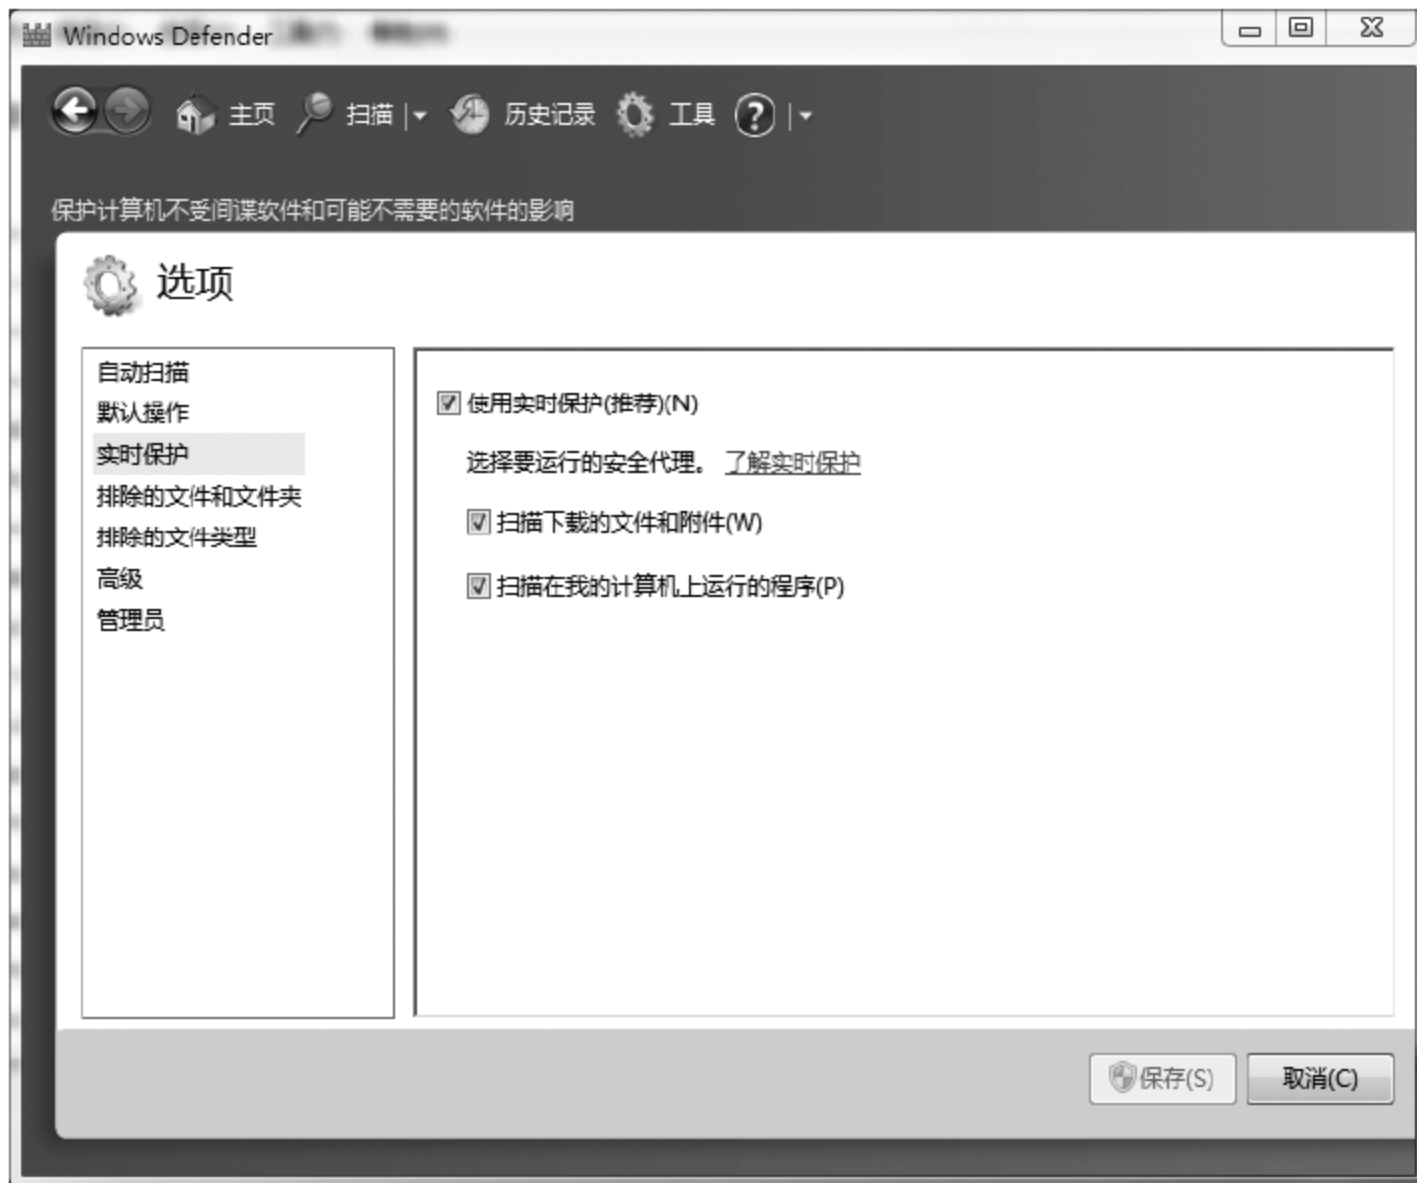 Windows Defender
主页 扫描 历史记录 工具 ?
保护计算机不受间谍软件和可能不需要的软件的影响
选项
自动扫描
默认操作
实时保护
排除的文件和文件夹
排除的文件类型
高级
管理员
使用实时保护(推荐)(N)
选择要运行的安全代理。 了解实时保护
扫描下载的文件和附件(W)
扫描在我的计算机上运行的程序(P)
保存(S) 取消(C)